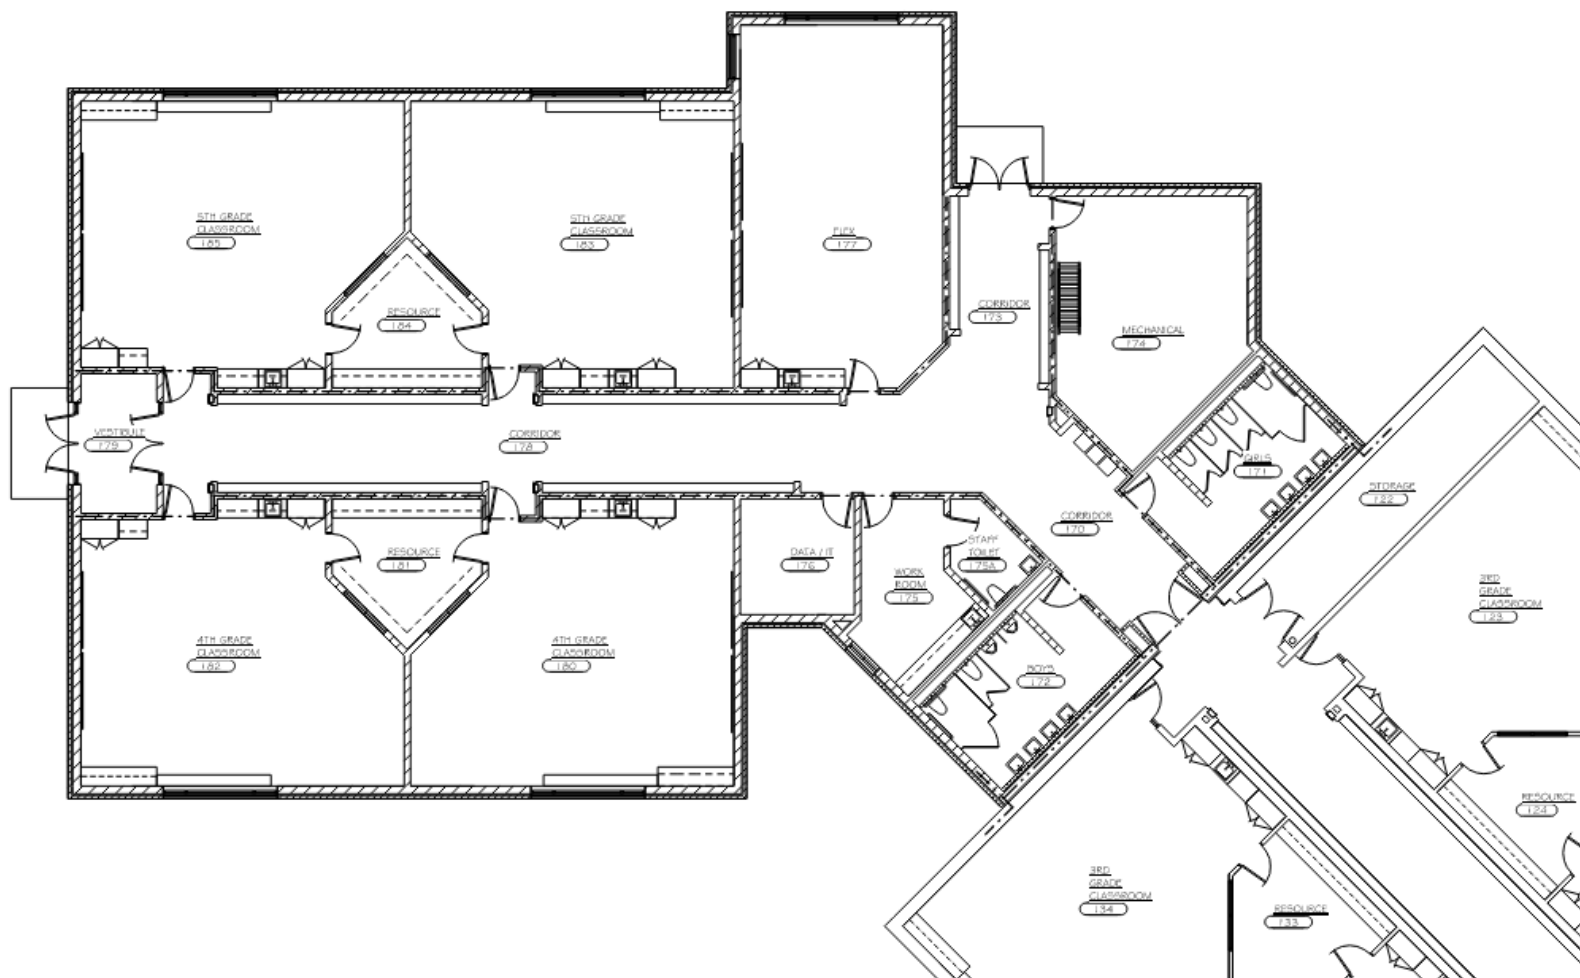 5TH GRADE
CLASSROOM
185
5TH GRADE
CLASSROOM
183
FLEX
177
RESOURCE
184
CORRIDOR
173
MECHANICAL
174
VESTIBULE
179
CORRIDOR
178
GIRLS
171
STORAGE
122
CORRIDOR
170
RESOURCE
181
DATA / IT
176
STAFF
TOILET
175A
WORK
ROOM
175
3RD
GRADE
CLASSROOM
123
4TH GRADE
CLASSROOM
182
4TH GRADE
CLASSROOM
180
BOYS
172
RESOURCE
124
3RD
GRADE
CLASSROOM
134
RESOURCE
133